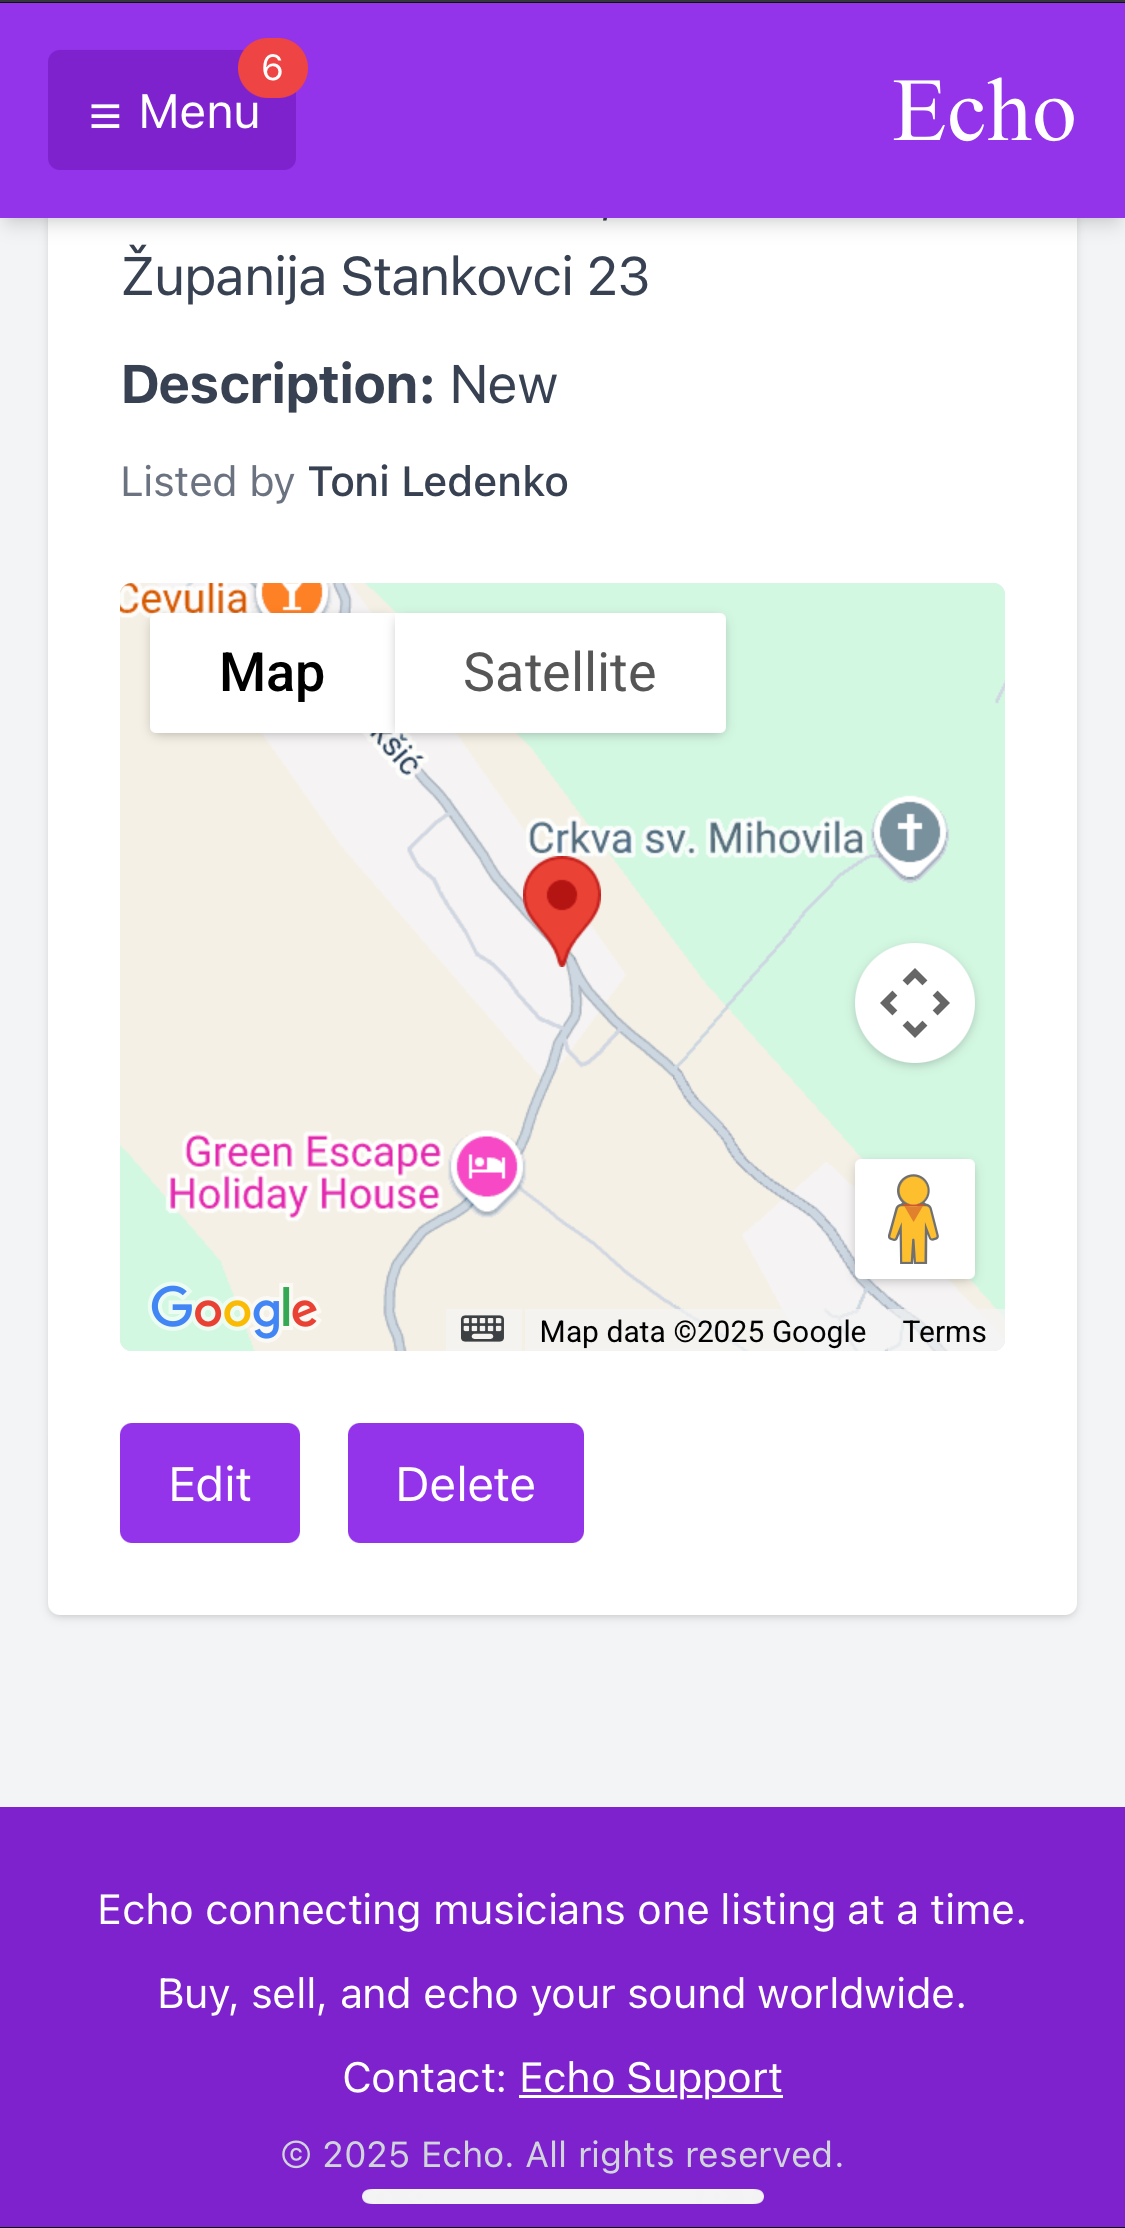 6
≡ Menu
Echo
Županija Stankovci 23
Description: New
Listed by Toni Ledenko
Cevulia
Map
Satellite
šić
Crkva sv. Mihovila
Green Escape
Holiday House
Google
Map data ©2025 Google
Terms
Edit
Delete
Echo connecting musicians one listing at a time.
Buy, sell, and echo your sound worldwide.
Contact: Echo Support
© 2025 Echo. All rights reserved.